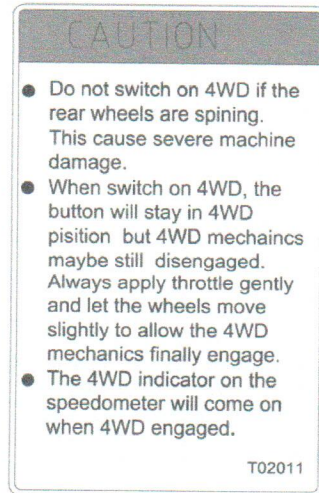 CAUTION
● Do not switch on 4WD if the
rear wheels are spining.
This cause severe machine
damage.
● When switch on 4WD, the
button will stay in 4WD
pisition but 4WD mechaincs
maybe still disengaged.
Always apply throttle gently
and let the wheels move
slightly to allow the 4WD
mechanics finally engage.
● The 4WD indicator on the
speedometer will come on
when 4WD engaged.
T02011